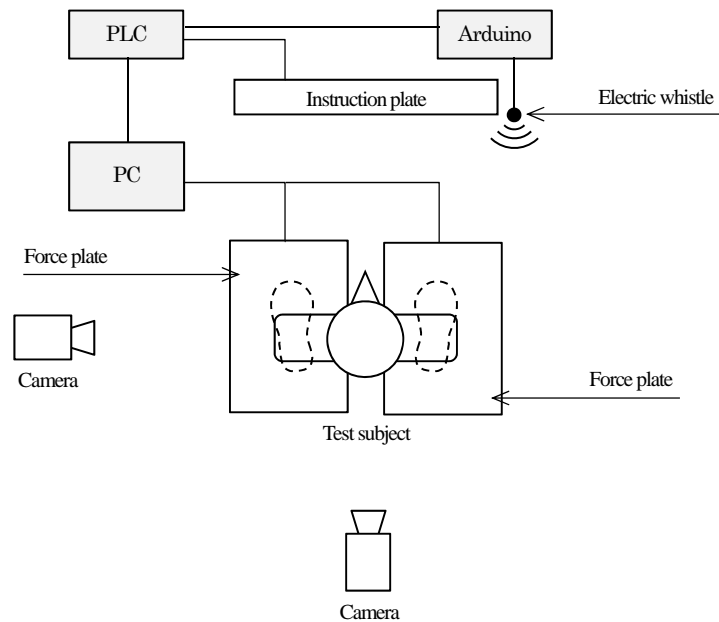 PLC
Arduino
Instruction plate
Electric whistle
PC
Force plate
Camera
Force plate
Test subject
Camera